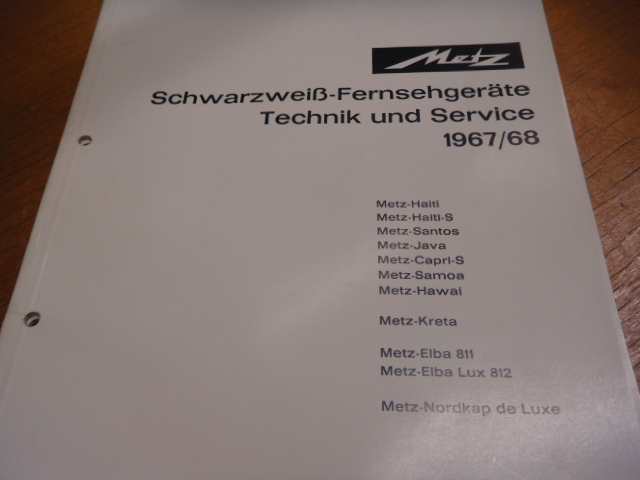 Metz
Schwarzweiß-Fernsehgeräte
Technik und Service
1967/68
Metz-Haiti
Metz-Haiti-S
Metz-Santos
Metz-Java
Metz-Capri-S
Metz-Samoa
Metz-Hawai
Metz-Kreta
Metz-Elba 811
Metz-Elba Lux 812
Metz-Nordkap de Luxe